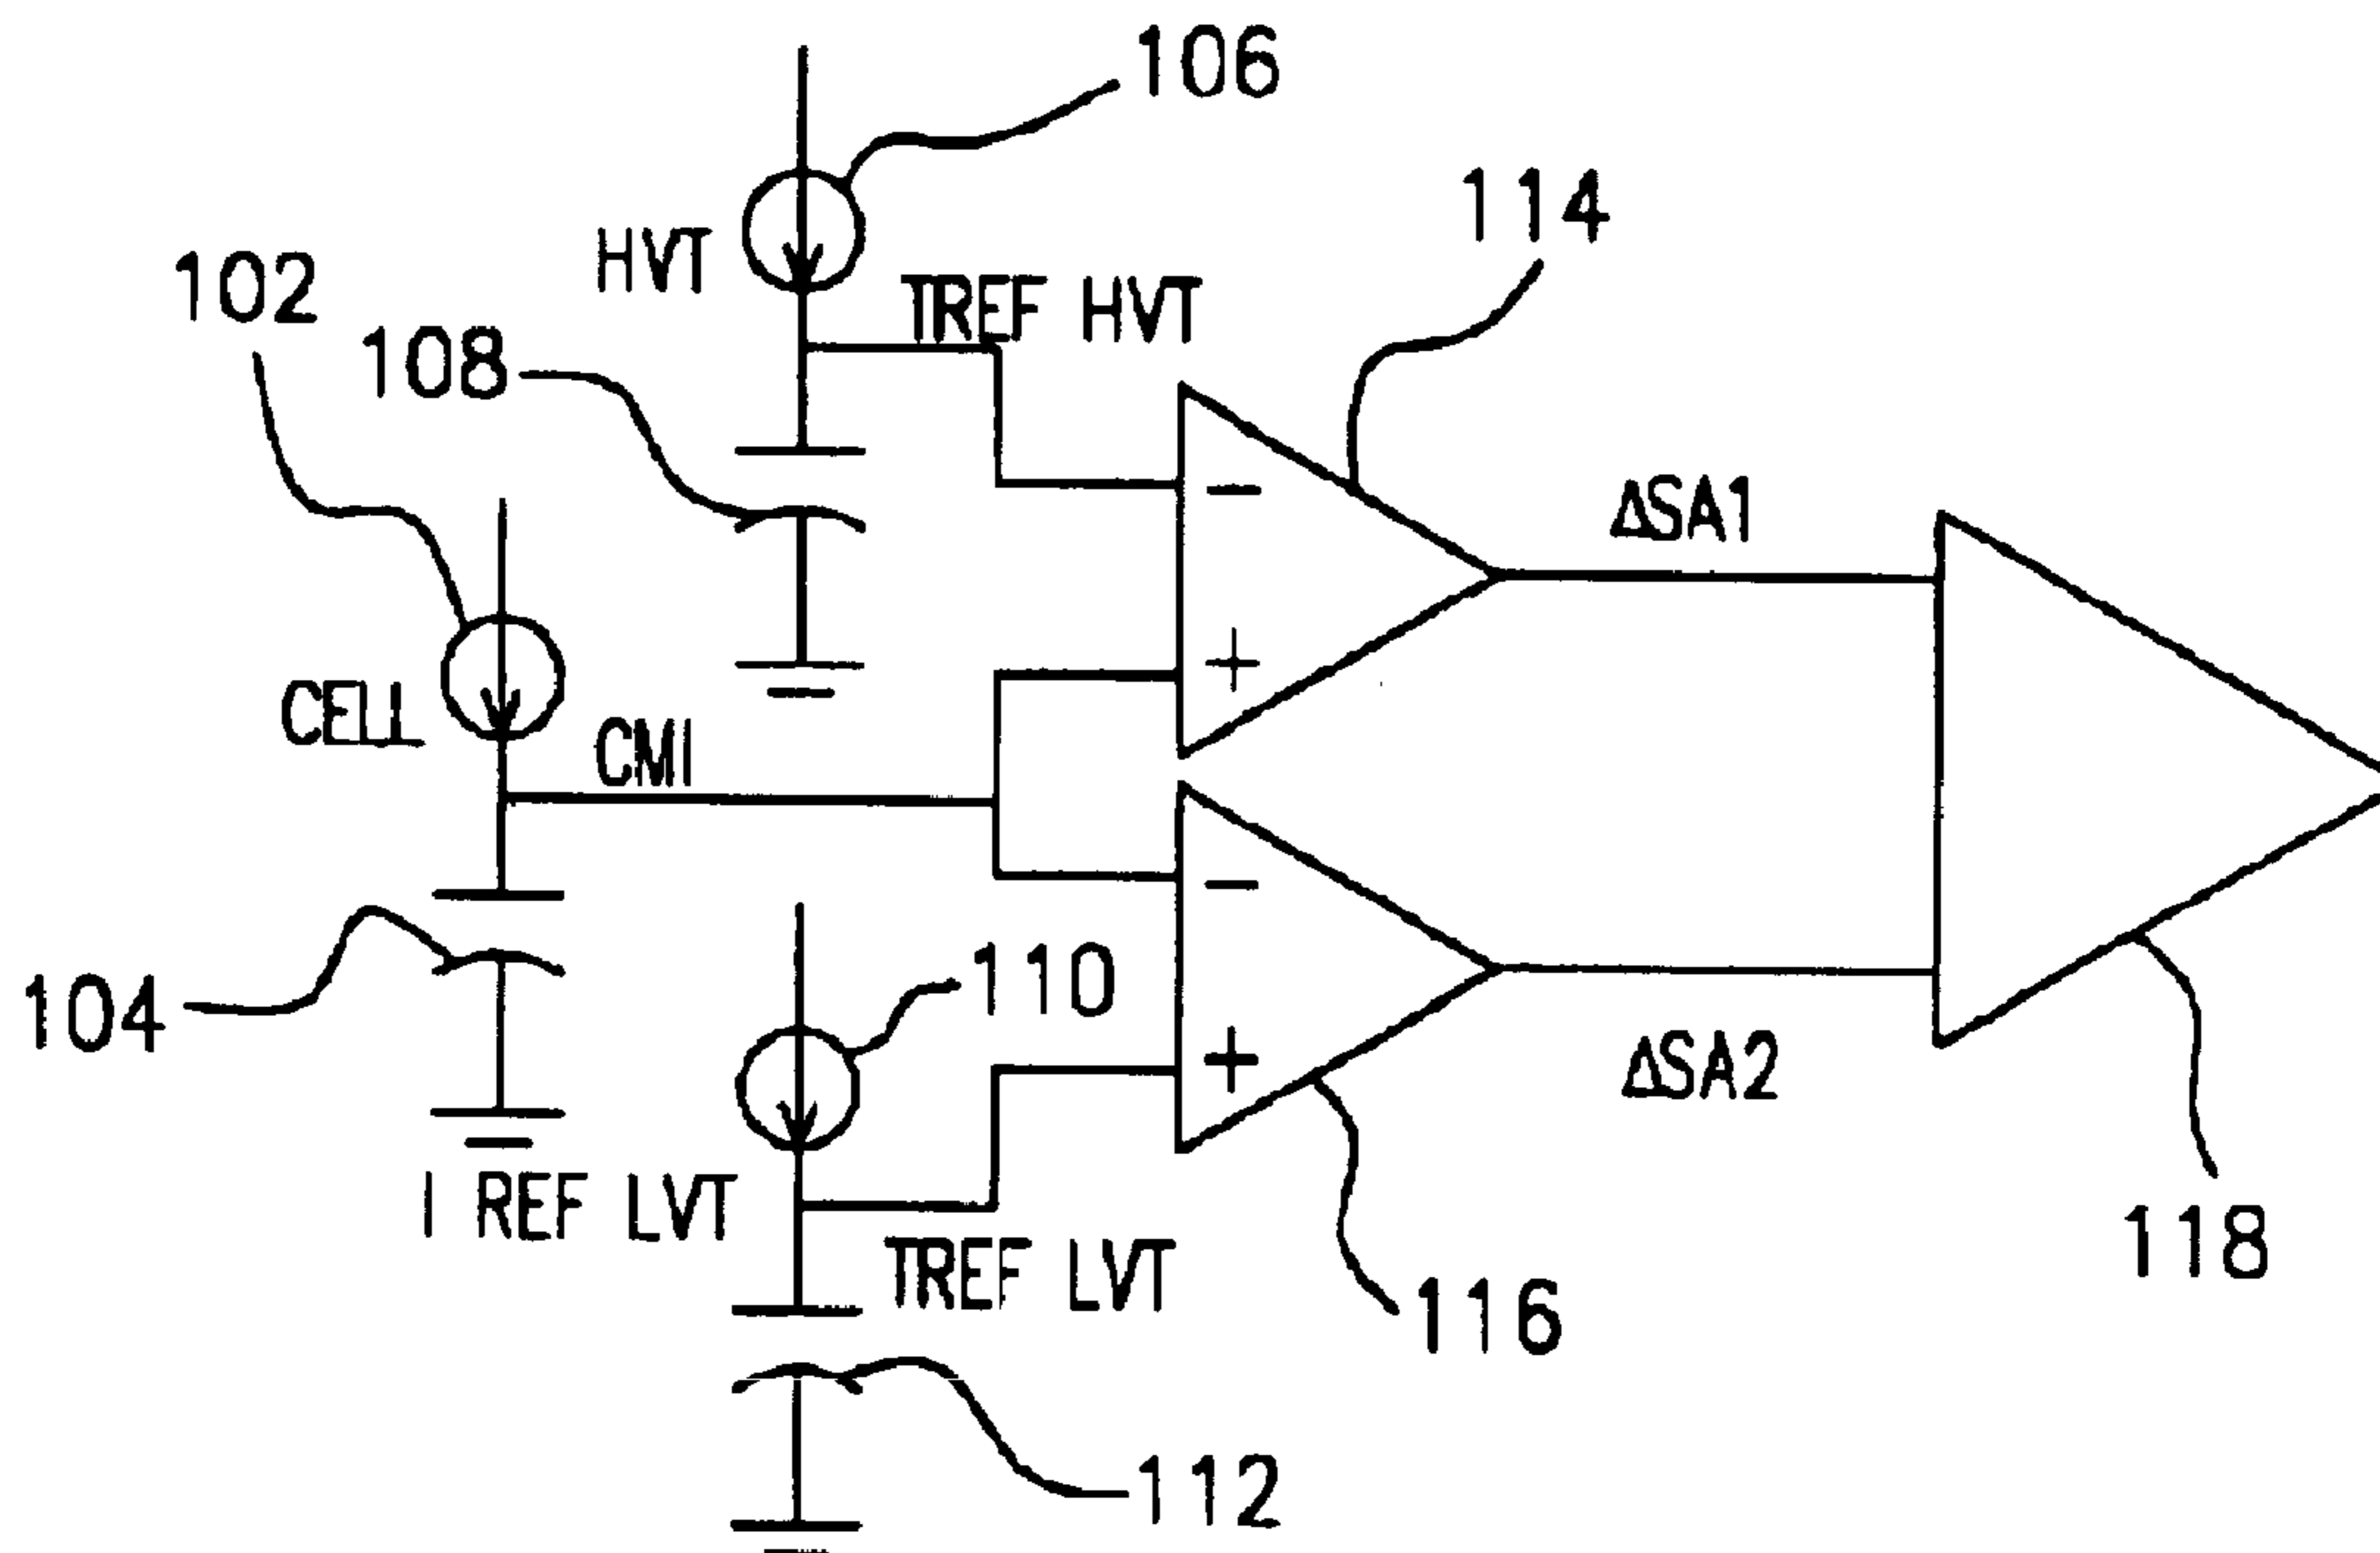 106
114
HVT
TREF HVT
102
108
ΔSA1
−
+
CELL
CMI
−
104
110
+
ΔSA2
I REF LVT
TREF LVT
118
116
112